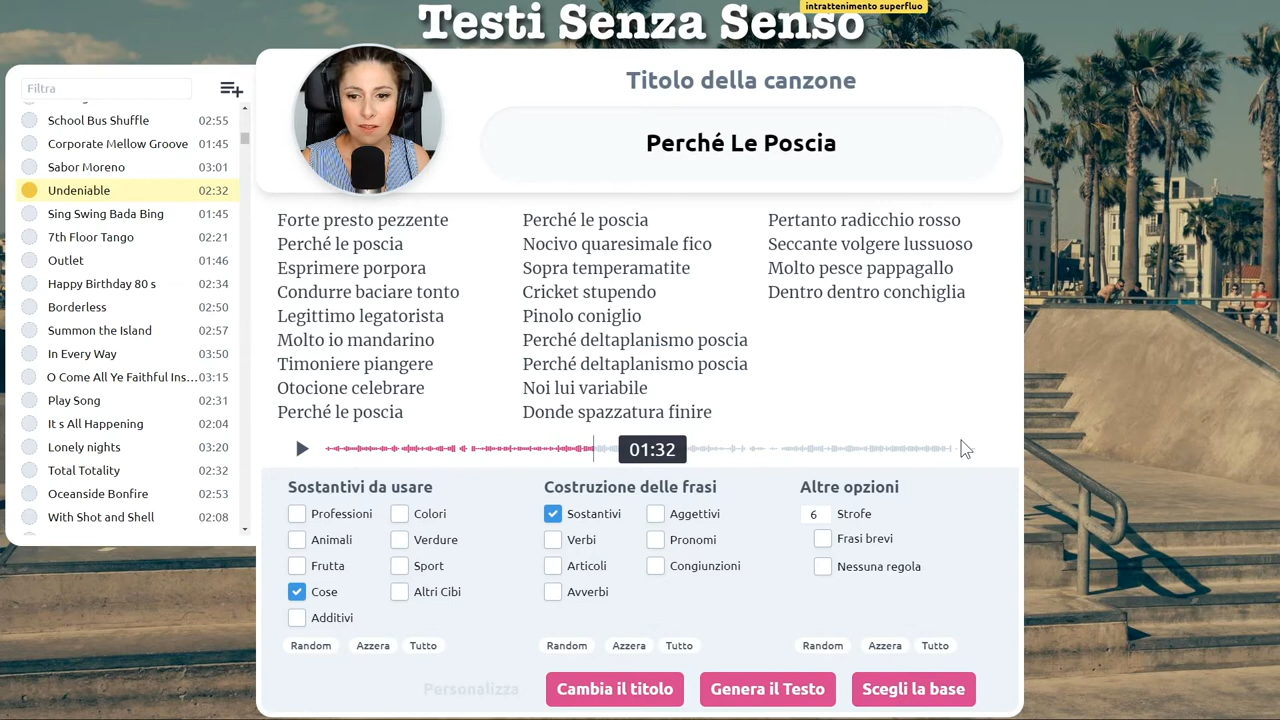 intrattenimento superfluo
Testi Senza Senso
Filtra
School Bus Shuffle 02:55
Corporate Mellow Groove 01:45
Sabor Moreno 03:01
Undeniable 02:32
Sing Swing Bada Bing 01:45
7th Floor Tango 02:21
Outlet 01:46
Happy Birthday 80 s 02:34
Borderless 02:50
Summon the Island 02:57
In Every Way 03:50
O Come All Ye Faithful Ins... 03:15
Play Song 02:31
It s All Happening 02:04
Lonely nights 03:20
Total Totality 02:32
Oceanside Bonfire 02:53
With Shot and Shell 02:08
Titolo della canzone
Perché Le Poscia
Forte presto pezzente
Perché le poscia
Esprimere porpora
Condurre baciare tonto
Legittimo legatorista
Molto io mandarino
Timoniere piangere
Otocione celebrare
Perché le poscia
Perché le poscia
Nocivo quaresimale fico
Sopra temperamatite
Cricket stupendo
Pinolo coniglio
Perché deltaplanismo poscia
Perché deltaplanismo poscia
Noi lui variabile
Donde spazzatura finire
Pertanto radicchio rosso
Seccante volgere lussuoso
Molto pesce pappagallo
Dentro dentro conchiglia
01:32
Sostantivi da usare
Professioni Colori
Animali Verdure
Frutta Sport
Cose Altri Cibi
Additivi
Random Azzera Tutto
Costruzione delle frasi
Sostantivi Aggettivi
Verbi Pronomi
Articoli Congiunzioni
Avverbi
Random Azzera Tutto
Altre opzioni
6 Strofe
Frasi brevi
Nessuna regola
Random Azzera Tutto
Personalizza
Cambia il titolo
Genera il Testo
Scegli la base